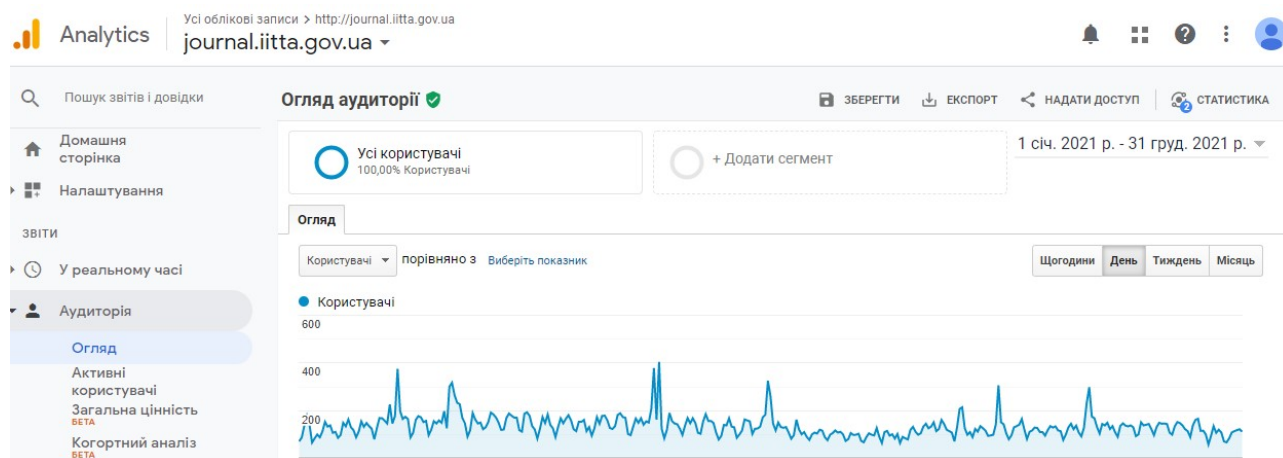 Analytics
Усі облікові записи > http://journal.iitta.gov.ua
journal.iitta.gov.ua
Пошук звітів і довідки
Домашня
сторінка
Налаштування
ЗВІТИ
У реальному часі
Аудиторія
Огляд
Активні
користувачі
Загальна цінність
БЕТА
Когортний аналіз
БЕТА
Огляд аудиторії
ЗБЕРЕГТИ
ЕКСПОРТ
НАДАТИ ДОСТУП
2
СТАТИСТИКА
Усі користувачі
100,00% Користувачі
+ Додати сегмент
1 січ. 2021 р. - 31 груд. 2021 р.
Огляд
Користувачі порівняно з Виберіть показник
Щогодини День Тиждень Місяць
Користувачі
600
400
200